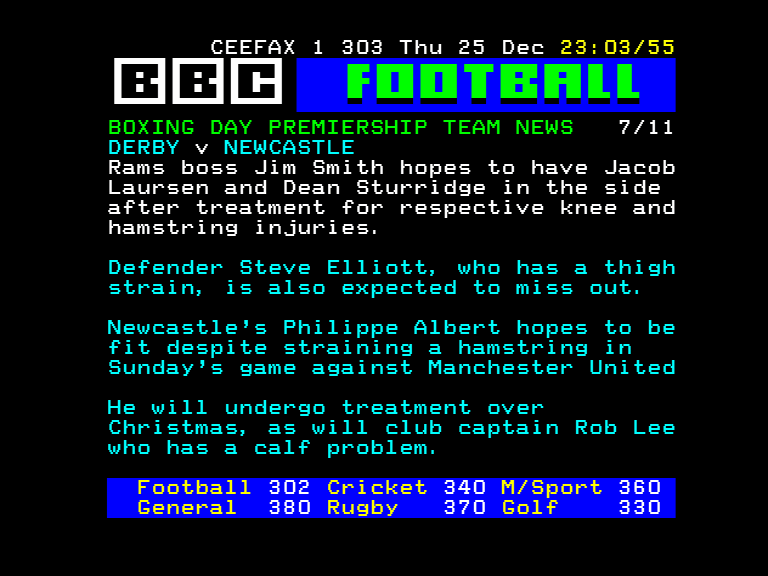 CEEFAX 1 303 Thu 25 Dec 23:03/55
BBC FOOTBALL
BOXING DAY PREMIERSHIP TEAM NEWS 7/11
DERBY v NEWCASTLE
Rams boss Jim Smith hopes to have Jacob
Laursen and Dean Sturridge in the side
after treatment for respective knee and
hamstring injuries.
Defender Steve Elliott, who has a thigh
strain, is also expected to miss out.
Newcastle's Philippe Albert hopes to be
fit despite straining a hamstring in
Sunday's game against Manchester United
He will undergo treatment over
Christmas, as will club captain Rob Lee
who has a calf problem.
Football 302 Cricket 340 M/Sport 360
General 380 Rugby 370 Golf 330